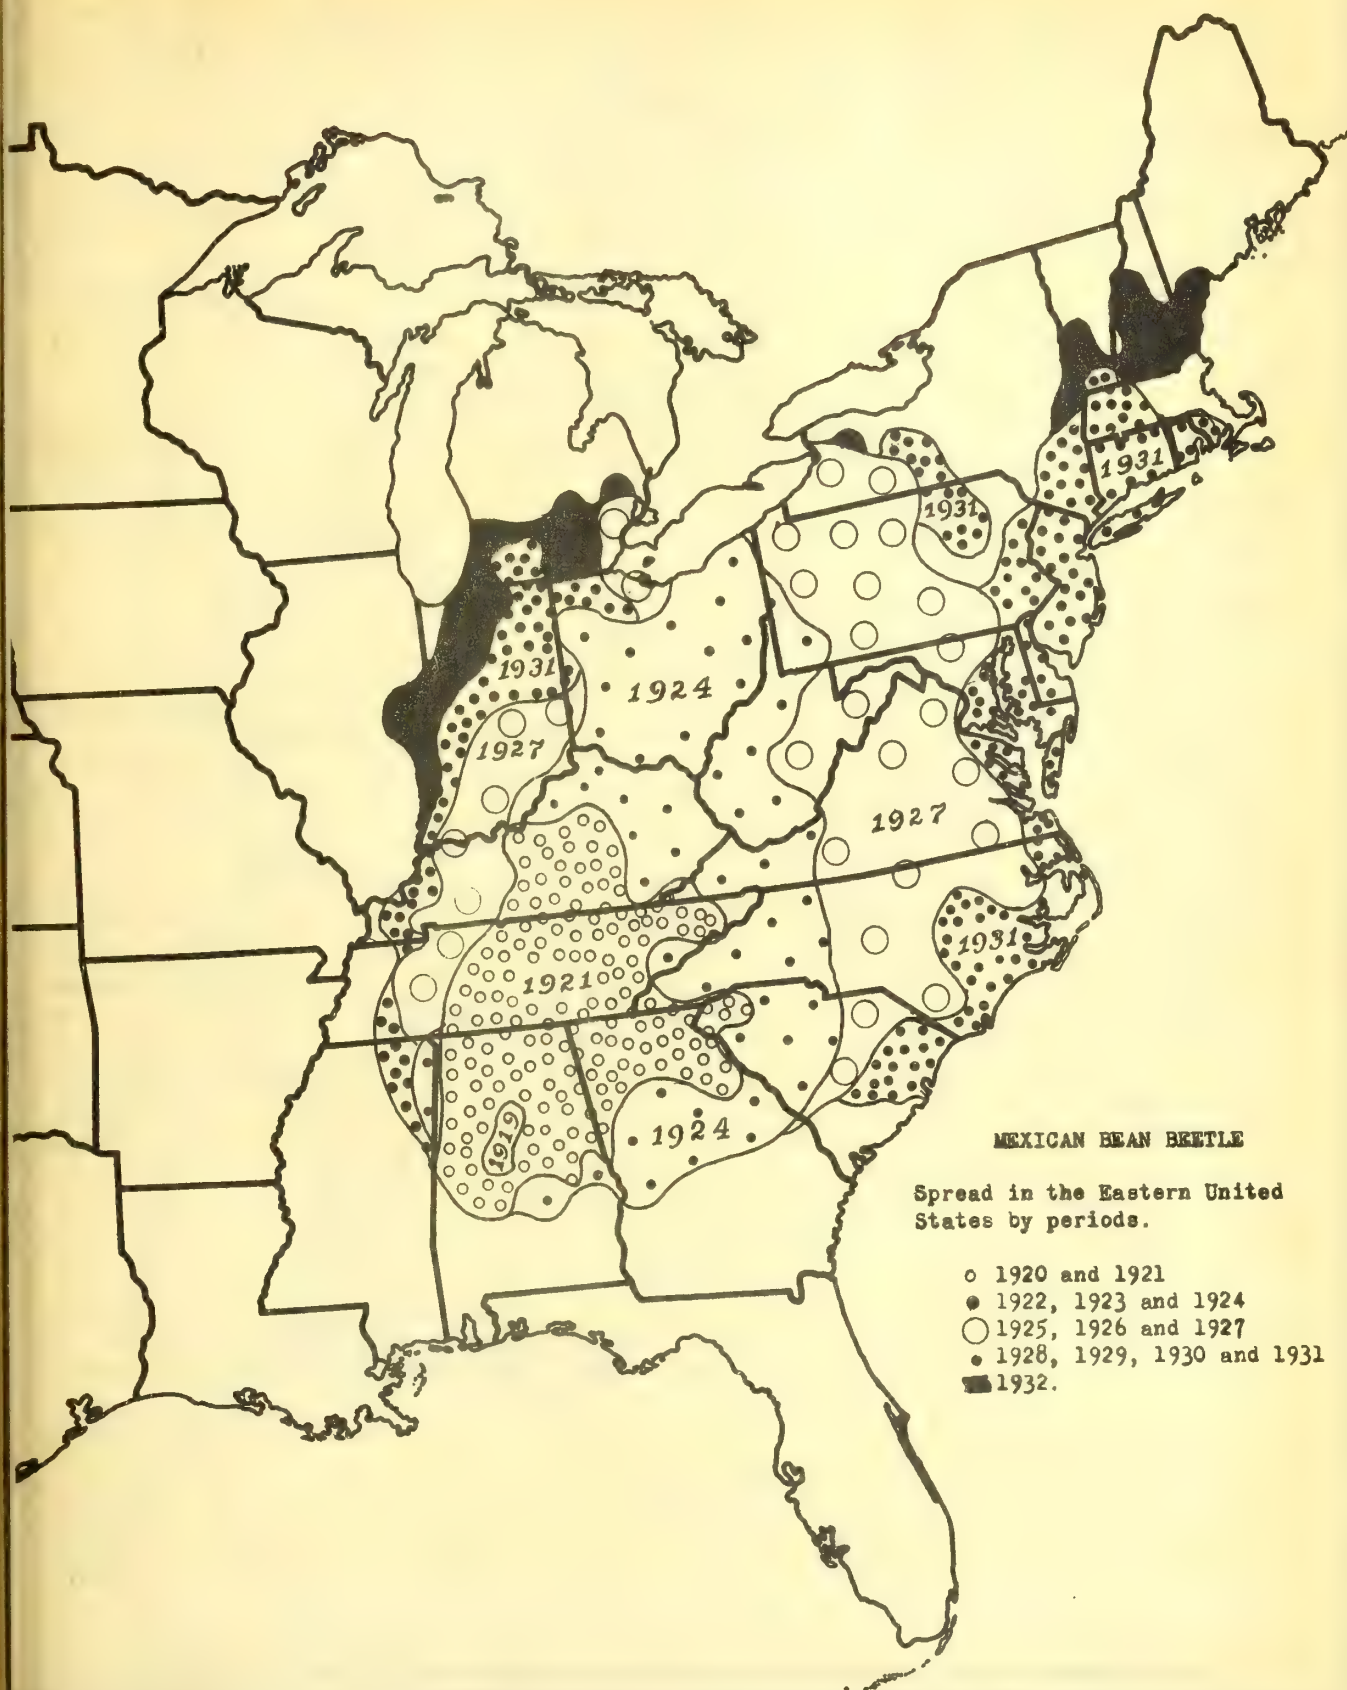 1931
1931
1931
1924
1927
1927
1931
1921
1919
1924
MEXICAN BEAN BEETLE
Spread in the Eastern United
States by periods.
1920 and 1921
1922, 1923 and 1924
1925, 1926 and 1927
1928, 1929, 1930 and 1931
1932.